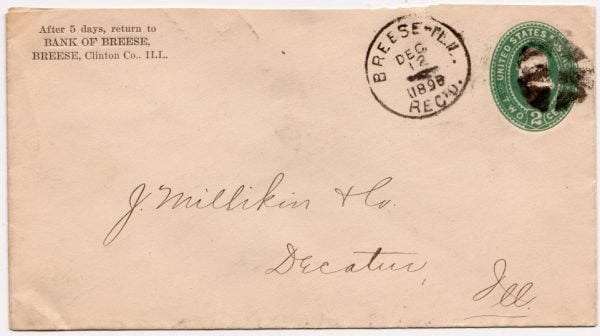 After 5 days, return to
BANK OF BREESE,
BREESE, Clinton Co., ILL.
BREESE-ILL.
DEC
12
1898
REC'D.
UNITED STATES
TWO 2
J. Millikin & Co.
Decatur,
Ill.